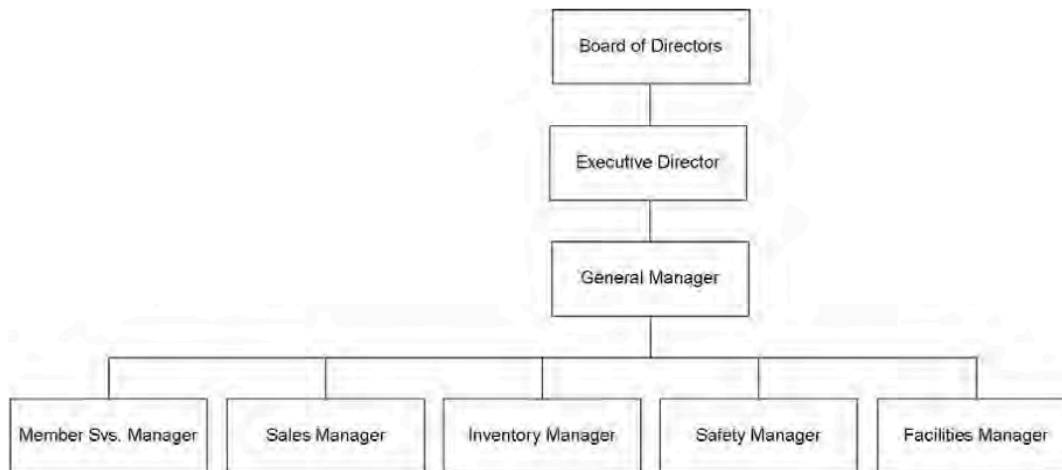 Board of Directors
Executive Director
General Manager
Member Svs. Manager
Sales Manager
Inventory Manager
Safety Manager
Facilities Manager